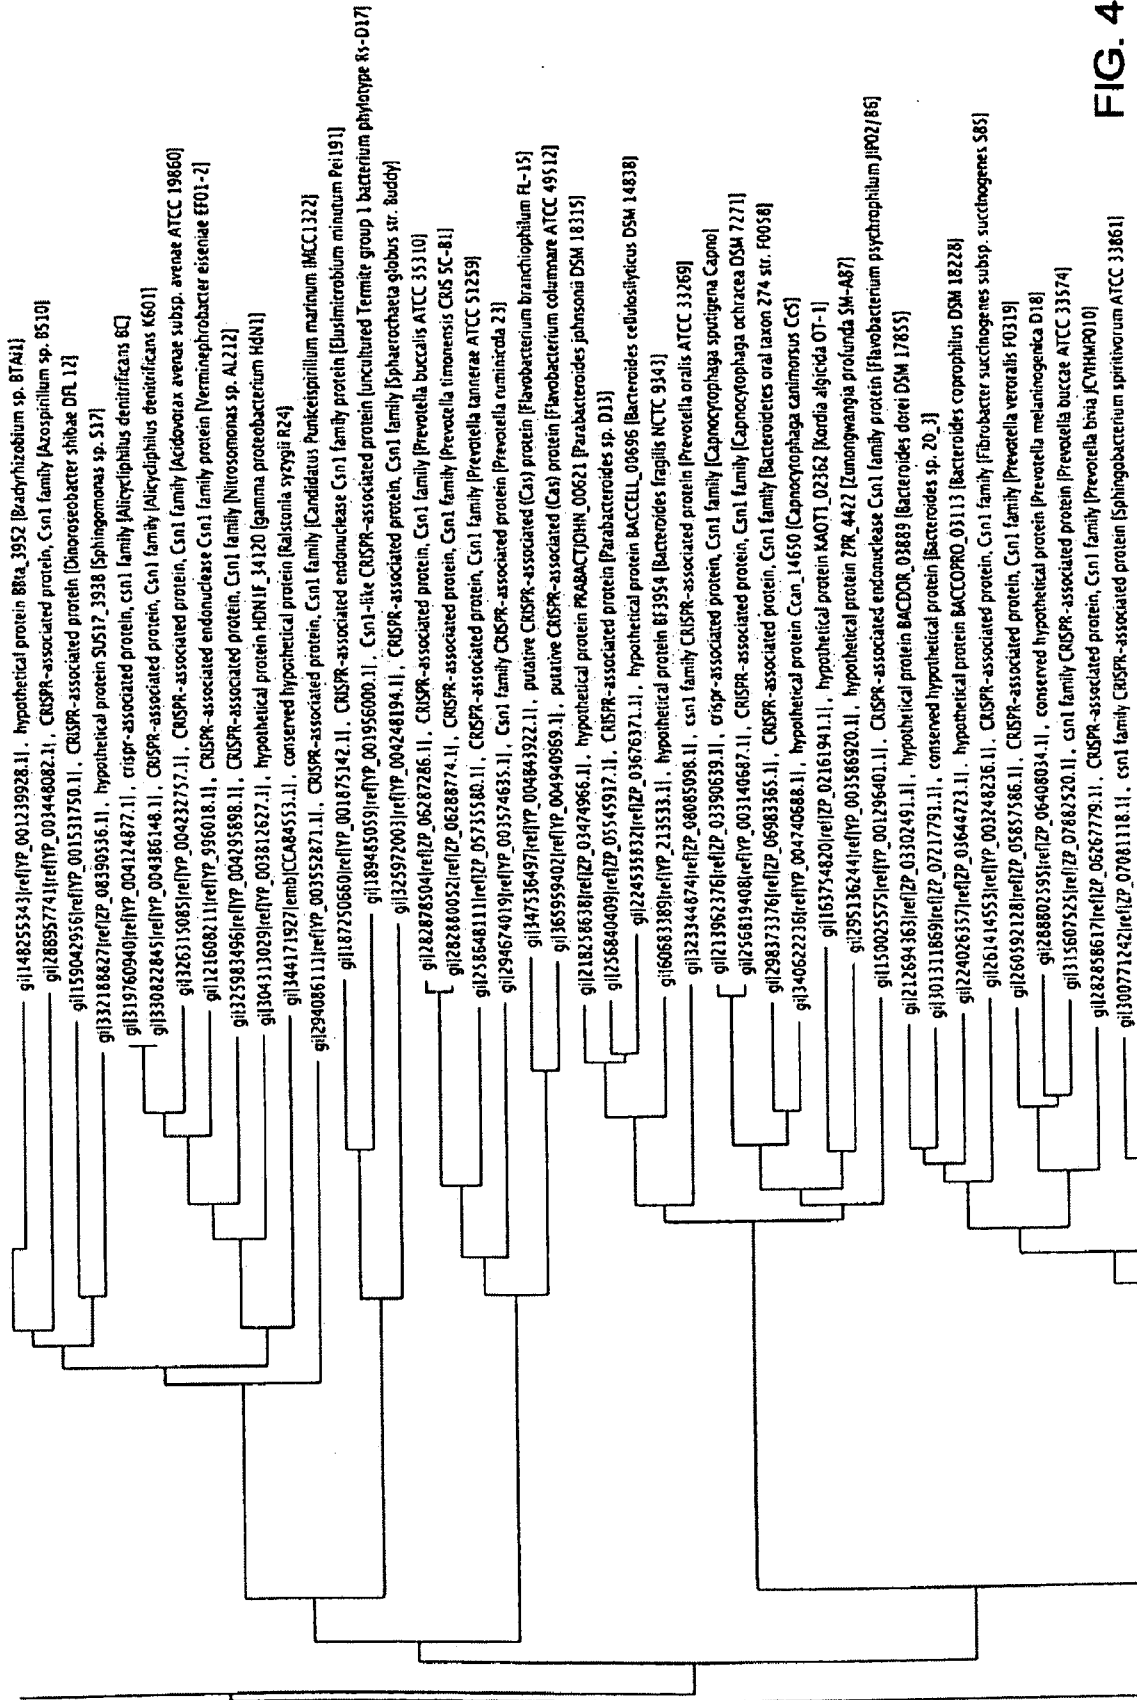 gi|148255343|ref|YP_001239928.1|, hypothetical protein BBta_3952 [Bradyrhizobium sp. BTAi1]
gi|288957741|ref|YP_003448082.1|, CRISPR-associated protein, Csn1 family [Azospirillum sp. B510]
gi|159042956|ref|YP_001531750.1|, CRISPR-associated protein [Dinoroseobacter shibae DFL 12]
gi|332188827|ref|ZP_08390536.1|, hypothetical protein SUS17_3938 [Sphingomonas sp. S17]
gi|319760940|ref|YP_004124877.1|, crispr-associated protein, csn1 family [Alicycliphilus denitrificans BC]
gi|330822845|ref|YP_004386148.1|, CRISPR-associated protein, Csn1 family [Alicycliphilus denitrificans K601]
gi|326315085|ref|YP_004232757.1|, CRISPR-associated protein, Csn1 family [Acidovorax avenae subsp. avenae ATCC 19860]
gi|121608211|ref|YP_996018.1|, CRISPR-associated endonuclease Csn1 family protein [Verminephrobacter eiseniae EF01-2]
gi|325983496|ref|YP_004295898.1|, CRISPR-associated protein, Csn1 family [Nitrosomonas sp. AL212]
gi|304313029|ref|YP_003812627.1|, hypothetical protein HDN1F_34120 [gamma proteobacterium HdN1]
gi|344171927|emb|CCA84553.1|, conserved hypothetical protein [Ralstonia syzygii R24]
gi|294086111|ref|YP_003552871.1|, CRISPR-associated protein, Csn1 family [Candidatus Puniceispirillum marinum IMCC1322]
gi|187250660|ref|YP_001875142.1|, CRISPR-associated endonuclease Csn1 family protein [Elusimicrobium minutum Pei191]
gi|189485059|ref|YP_001956000.1|, Csn1-like CRISPR-associated protein [uncultured Termite group 1 bacterium phylotype Rs-D17]
gi|325972003|ref|YP_004248194.1|, CRISPR-associated protein, Csn1 family [Sphaerochaeta globus str. Buddy]
gi|282878504|ref|ZP_06287286.1|, CRISPR-associated protein, Csn1 family [Prevotella buccalis ATCC 35310]
gi|282880052|ref|ZP_06288774.1|, CRISPR-associated protein, Csn1 family [Prevotella timonensis CRIS 5C-B1]
gi|258648111|ref|ZP_05735580.1|, CRISPR-associated protein, Csn1 family [Prevotella tannerae ATCC 51259]
gi|294674019|ref|YP_003574635.1|, Csn1 family CRISPR-associated protein [Prevotella ruminicola 23]
gi|347536497|ref|YP_004843922.1|, putative CRISPR-associated (Cas) protein [Flavobacterium branchiophilum FL-15]
gi|365959402|ref|YP_004940969.1|, putative CRISPR-associated (Cas) protein [Flavobacterium columnare ATCC 49512]
gi|218258638|ref|ZP_03474966.1|, hypothetical protein PRABACTJOHN_00621 [Parabacteroides johnsonii DSM 18315]
gi|256840409|ref|ZP_05545917.1|, CRISPR-associated protein [Parabacteroides sp. D13]
gi|224535832|ref|ZP_03676371.1|, hypothetical protein BACCELL_00696 [Bacteroides cellulosilyticus DSM 14838]
gi|60683389|ref|YP_213533.1|, hypothetical protein BF3954 [Bacteroides fragilis NCTC 9343]
gi|323344874|ref|ZP_08085098.1|, csn1 family CRISPR-associated protein [Prevotella oralis ATCC 33269]
gi|213962376|ref|ZP_03390639.1|, crispr-associated protein, Csn1 family [Capnocytophaga sputigena Capno]
gi|256819408|ref|YP_003140687.1|, CRISPR-associated protein, Csn1 family [Capnocytophaga ochracea DSM 7271]
gi|298373376|ref|ZP_06983365.1|, CRISPR-associated protein, Csn1 family [Bacteroidetes oral taxon 274 str. F0058]
gi|340622236|ref|YP_004740688.1|, hypothetical protein Ccan_14650 [Capnocytophaga canimorsus Cc5]
gi|163754820|ref|ZP_02161941.1|, hypothetical protein KAOT1_02362 [Kordia algicida OT-1]
gi|295136244|ref|YP_003586920.1|, hypothetical protein ZPR_4422 [Zunongwangia profunda SM-A87]
gi|150025575|ref|YP_001296401.1|, CRISPR-associated endonuclease Csn1 family protein [Flavobacterium psychrophilum JIP02/86]
gi|212694363|ref|ZP_03302491.1|, hypothetical protein BACDOR_03889 [Bacteroides dorei DSM 17855]
gi|301311869|ref|ZP_07217791.1|, conserved hypothetical protein [Bacteroides sp. 20_3]
gi|224026357|ref|ZP_03644723.1|, hypothetical protein BACCOPRO_03113 [Bacteroides coprophilus DSM 18228]
gi|261414553|ref|YP_003248236.1|, CRISPR-associated protein, Csn1 family [Fibrobacter succinogenes subsp. succinogenes S85]
gi|260592128|ref|ZP_05857586.1|, CRISPR-associated protein, Csn1 family [Prevotella veroralis F0319]
gi|288802595|ref|ZP_06408034.1|, conserved hypothetical protein [Prevotella melaninogenica D18]
gi|315607525|ref|ZP_07882520.1|, csn1 family CRISPR-associated protein [Prevotella buccae ATCC 33574]
gi|282858617|ref|ZP_06267779.1|, CRISPR-associated protein, Csn1 family [Prevotella bivia JCVIHMP010]
gi|300771242|ref|ZP_07081118.1|, csn1 family CRISPR-associated protein [Sphingobacterium spiritivorum ATCC 33861]
FIG. 4